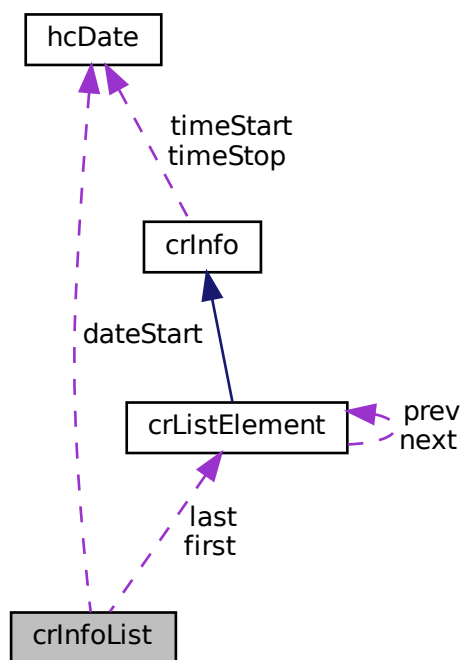 hcDate
timeStart
timeStop
crInfo
dateStart
crListElement
prev
next
last
first
crInfoList